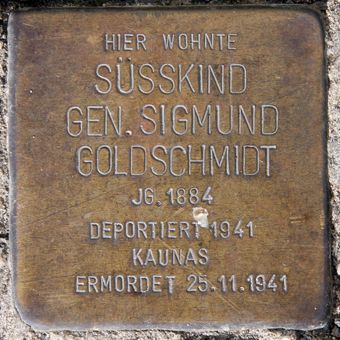 HIER WOHNTE
SÜSSKIND
GEN. SIGMUND
GOLDSCHMIDT
JG. 1884
DEPORTIERT 1941
KAUNAS
ERMORDET 25.11.1941